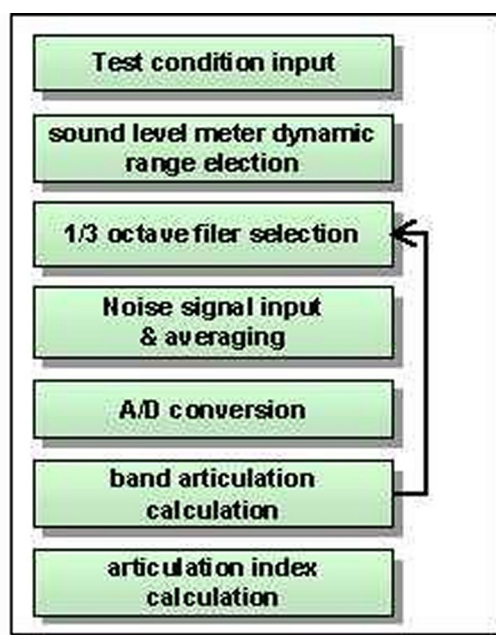 Test condition input
sound level meter dynamic
range election
1/3 octave filer selection
Noise signal input
& averaging
A/D conversion
band articulation
calculation
articulation index
calculation